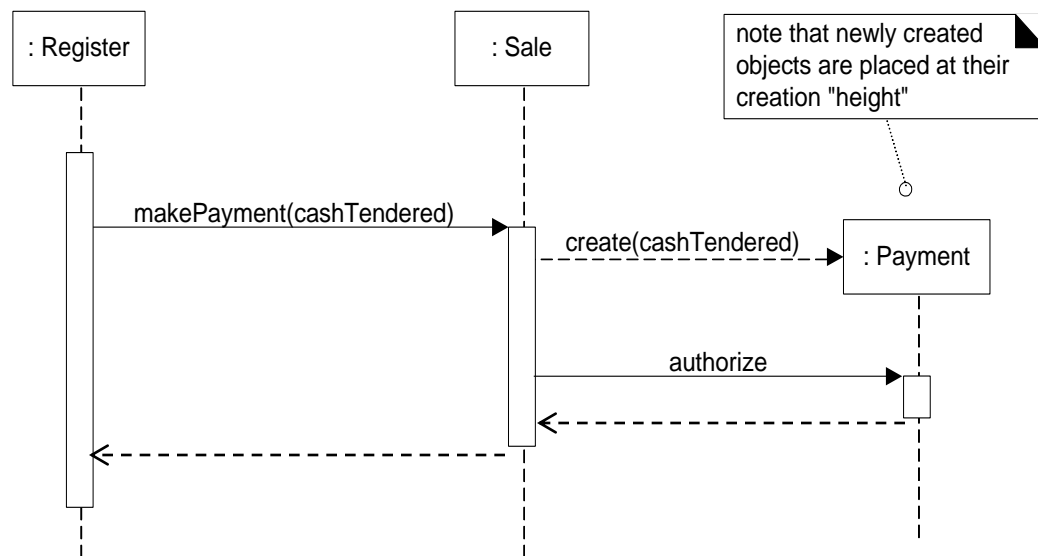 : Register
: Sale
note that newly created
objects are placed at their
creation "height"
makePayment(cashTendered)
create(cashTendered)
: Payment
authorize